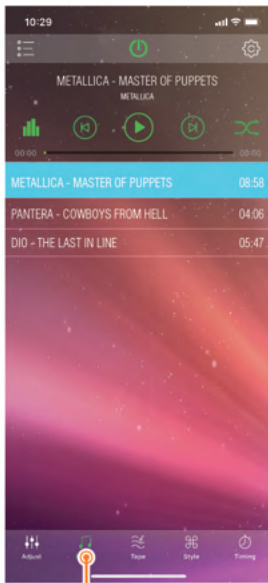 10:29
METALLICA - MASTER OF PUPPETS
METALLICA
00:00 00:00
METALLICA - MASTER OF PUPPETS 08:58
PANTERA - COWBOYS FROM HELL 04:06
DIO - THE LAST IN LINE 05:47
Adjust Tape Style Timing